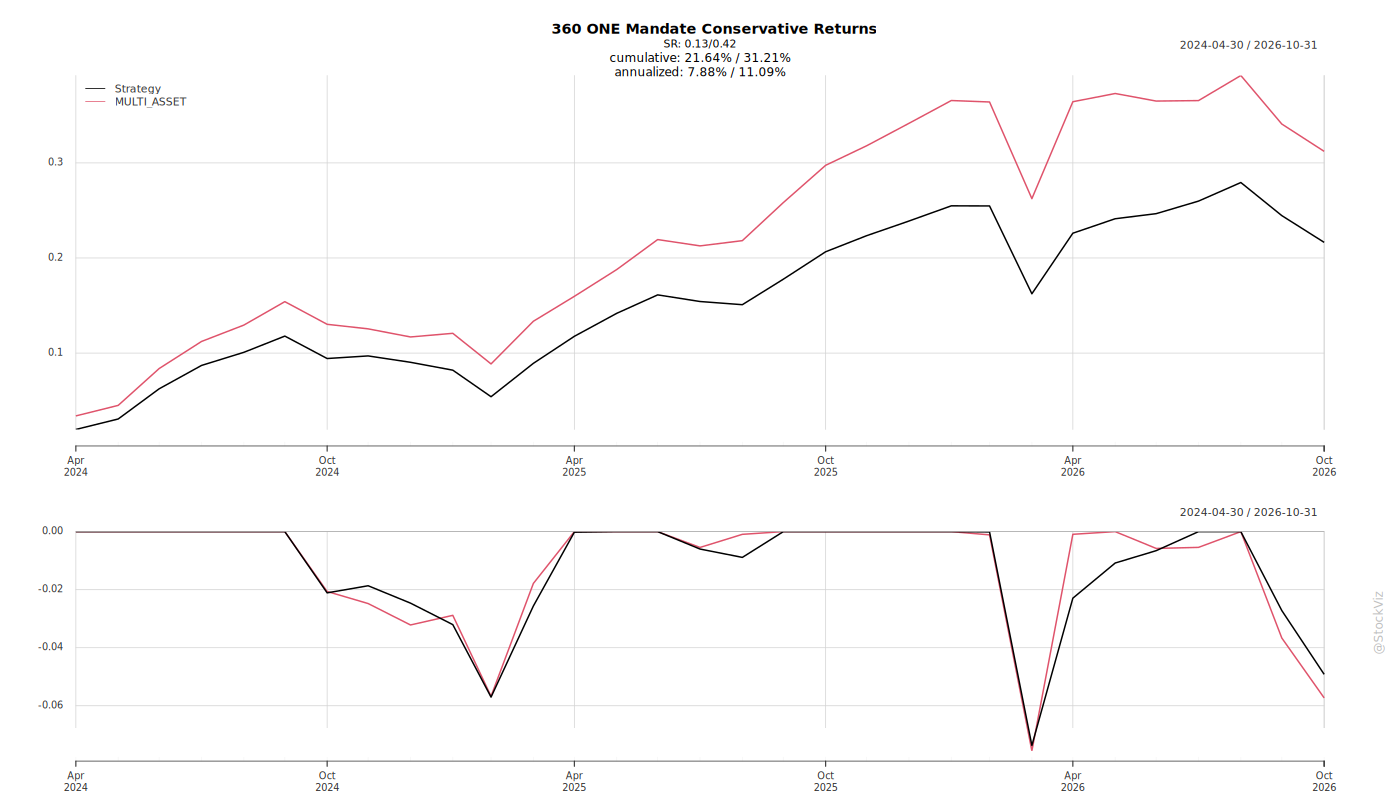 360 ONE Mandate Conservative Returns
SR: 0.13/0.42
cumulative: 21.64% / 31.21%
annualized: 7.88% / 11.09%
2024-04-30 / 2026-10-31
Strategy
MULTI_ASSET
0.3
0.2
0.1
Apr 2024
Oct 2024
Apr 2025
Oct 2025
Apr 2026
Oct 2026
2024-04-30 / 2026-10-31
0.00
-0.02
-0.04
-0.06
Apr 2024
Oct 2024
Apr 2025
Oct 2025
Apr 2026
Oct 2026
@StockViz